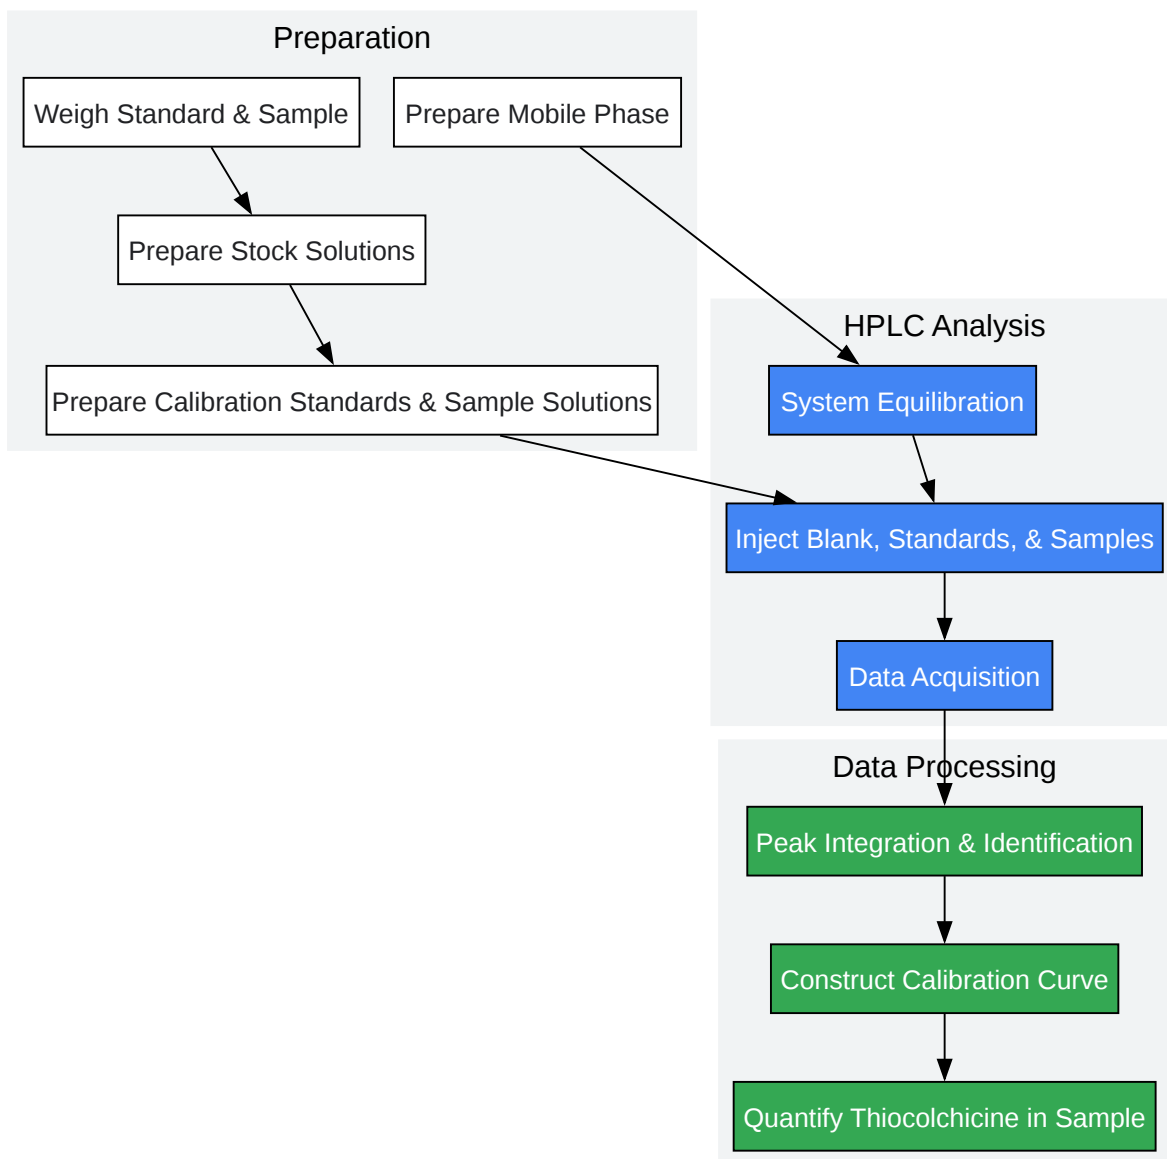 Preparation
Weigh Standard & Sample
Prepare Mobile Phase
Prepare Stock Solutions
Prepare Calibration Standards & Sample Solutions
HPLC Analysis
System Equilibration
Inject Blank, Standards, & Samples
Data Acquisition
Data Processing
Peak Integration & Identification
Construct Calibration Curve
Quantify Thiocolchicine in Sample